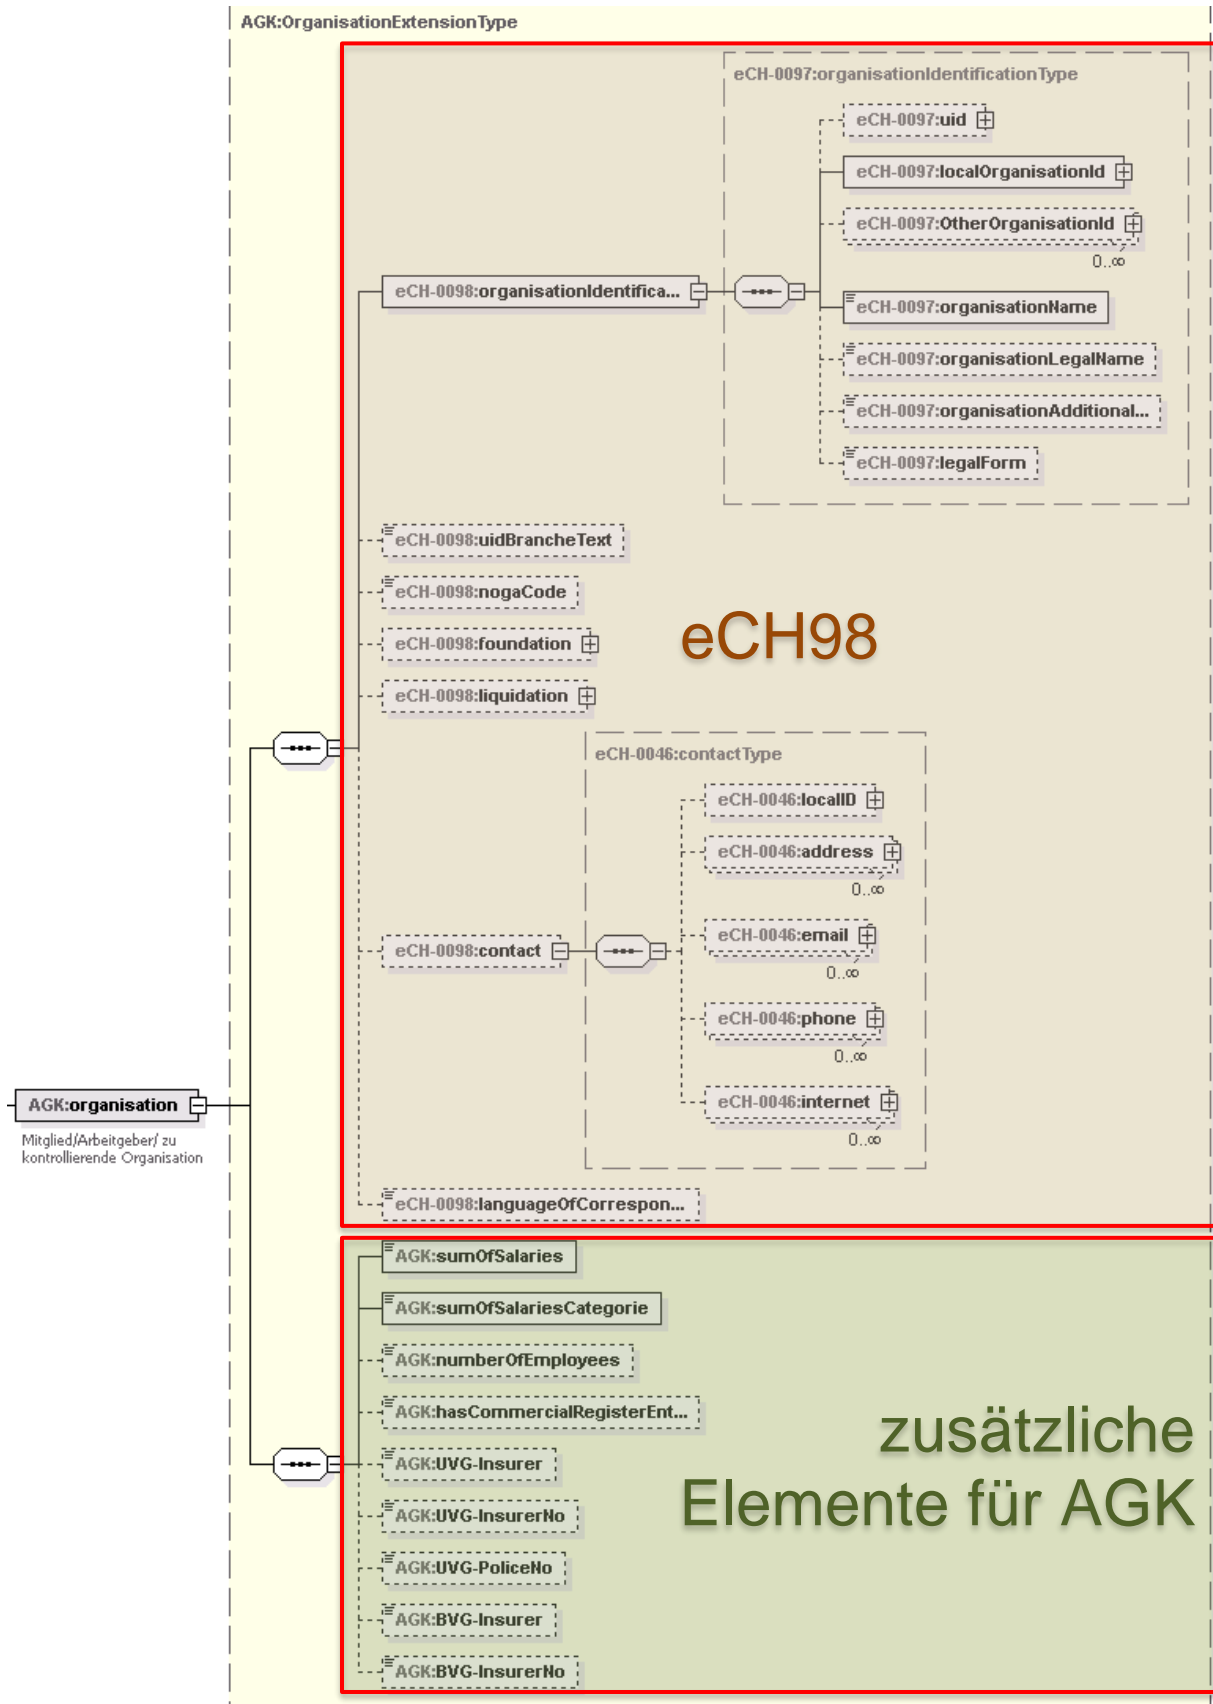 AGK:OrganisationExtensionType
eCH-0097:organisationIdentificationType
eCH-0097:uid
eCH-0097:localOrganisationId
eCH-0097:OtherOrganisationId
0..∞
eCH-0098:organisationIdentifica...
eCH-0097:organisationName
eCH-0097:organisationLegalName
eCH-0097:organisationAdditional...
eCH-0097:legalForm
eCH-0098:uidBrancheText
eCH-0098:nogaCode
eCH98
eCH-0098:foundation
eCH-0098:liquidation
eCH-0046:contactType
eCH-0046:localID
eCH-0046:address
0..∞
eCH-0098:contact
eCH-0046:email
0..∞
eCH-0046:phone
0..∞
eCH-0046:internet
0..∞
AGK:organisation
Mitglied/Arbeitgeber/ zu
kontrollierende Organisation
eCH-0098:languageOfCorrespon...
AGK:sumOfSalaries
AGK:sumOfSalariesCategorie
AGK:numberOfEmployees
AGK:hasCommercialRegisterEnt...
AGK:UVG-Insurer
AGK:UVG-InsurerNo
AGK:UVG-PoliceNo
AGK:BVG-Insurer
AGK:BVG-InsurerNo
zusätzliche
Elemente für AGK